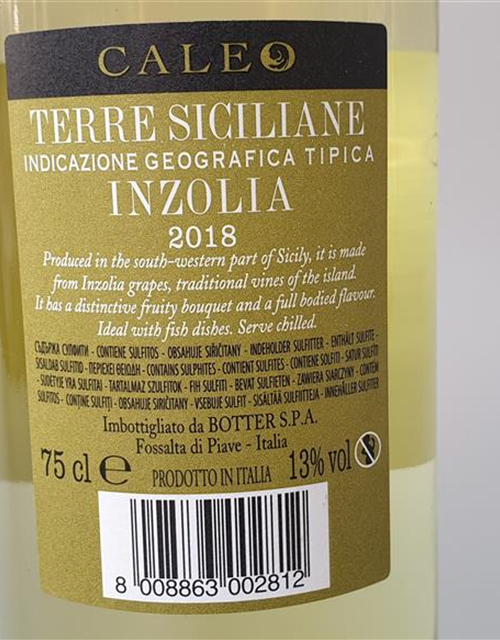 CALEO
TERRE SICILIANE
INDICAZIONE GEOGRAFICA TIPICA
INZOLIA
2018
Produced in the south-western part of Sicily, it is made
from Inzolia grapes, traditional vines of the island.
It has a distinctive fruity bouquet and a full bodied flavour.
Ideal with fish dishes. Serve chilled.
СЪДЪРЖА СУЛФИТИ - CONTIENE SULFITOS - OBSAHUJE SIŘIČITANY - INDEHOLDER SULFITTER - ENTHÄLT SULFITE -
SISALDAB SULFITID - ΠΕΡΙΕΧΕΙ ΘΕΙΩΔΗ - CONTAINS SULPHITES - CONTIENT SULFITES - CONTIENE SOLFITI - SATUR SULFĪTI
- SUDĖTYJE YRA SULFITAI - TARTALMAZ SZULFITOK - FIH SULFITI - BEVAT SULFIETEN - ZAWIERA SIARCZYNY - CONTÉM
SULFITOS - CONȚINE SULFIȚI - OBSAHUJE SIRIČITANY - VSEBUJE SULFIT - SISÄLTÄÄ SULFIITTEJA - INNEHÅLLER SULFITER
Imbottigliato da BOTTER S.P.A.
Fossalta di Piave - Italia
75 cl e PRODOTTO IN ITALIA 13% vol
8 008863 002812